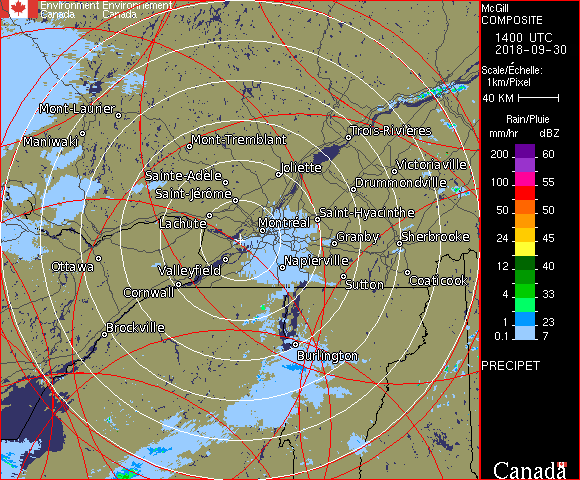 Environment Environnement
Canada Canada
McGill
COMPOSITE
1400 UTC
2018-09-30
Scale/Échelle:
1km/Pixel
40 KM
Rain/Pluie
mm/hr dBZ
200 60
100 55
50 50
24 45
12 40
4 33
1 23
0.1 7
PRECIPET
Canada
Mont-Laurier
Maniwaki
Mont-Tremblant
Trois-Rivières
Sainte-Adèle
Joliette
Victoriaville
Saint-Jérôme
Drummondville
Lachute
Montréal
Saint-Hyacinthe
Granby
Sherbrooke
Ottawa
Valleyfield
Napierville
Cornwall
Sutton
Coaticook
Brockville
Burlington